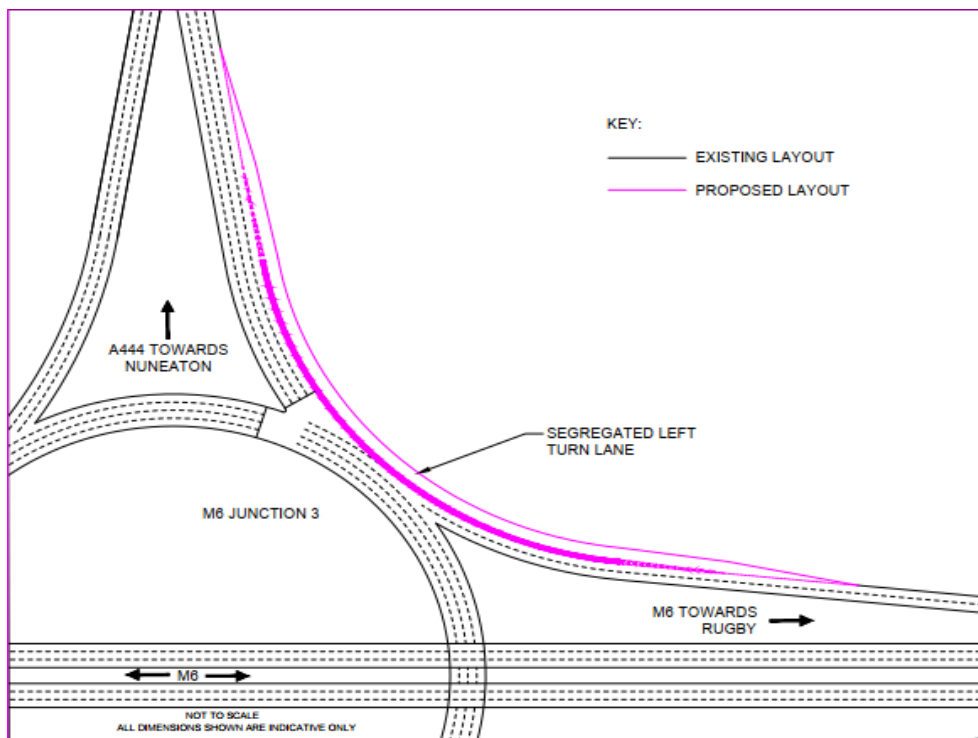 KEY:
EXISTING LAYOUT
PROPOSED LAYOUT
A444 TOWARDS
NUNEATON
SEGREGATED LEFT
TURN LANE
M6 JUNCTION 3
M6 TOWARDS
RUGBY
M6
NOT TO SCALE
ALL DIMENSIONS SHOWN ARE INDICATIVE ONLY